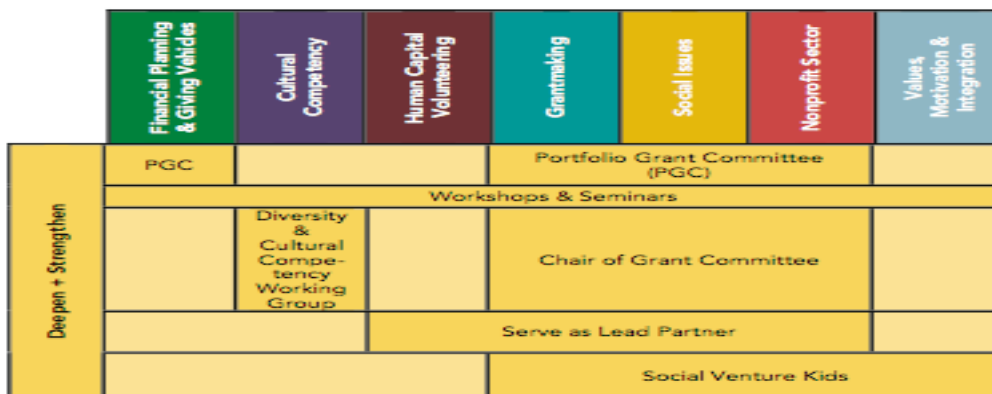 Financial Planning
& Giving Vehicles
Cultural
Competency
Human Capital
Volunteering
Grantmaking
Social Issues
Nonprofit Sector
Values,
Motivation &
Integration
Deepen + Strengthen
PGC
Portfolio Grant Committee
(PGC)
Workshops & Seminars
Diversity
&
Cultural
Compe-
tency
Working
Group
Chair of Grant Committee
Serve as Lead Partner
Social Venture Kids